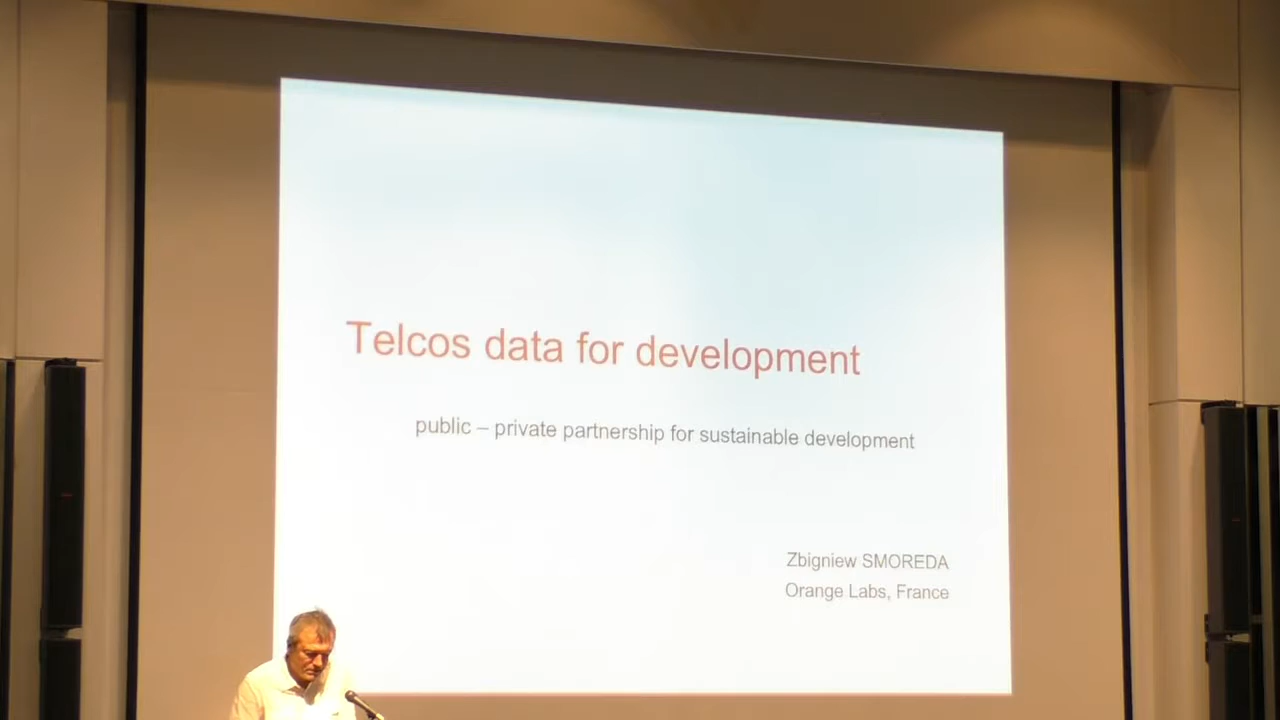 Telcos data for development
public – private partnership for sustainable development
Zbigniew SMOREDA
Orange Labs, France